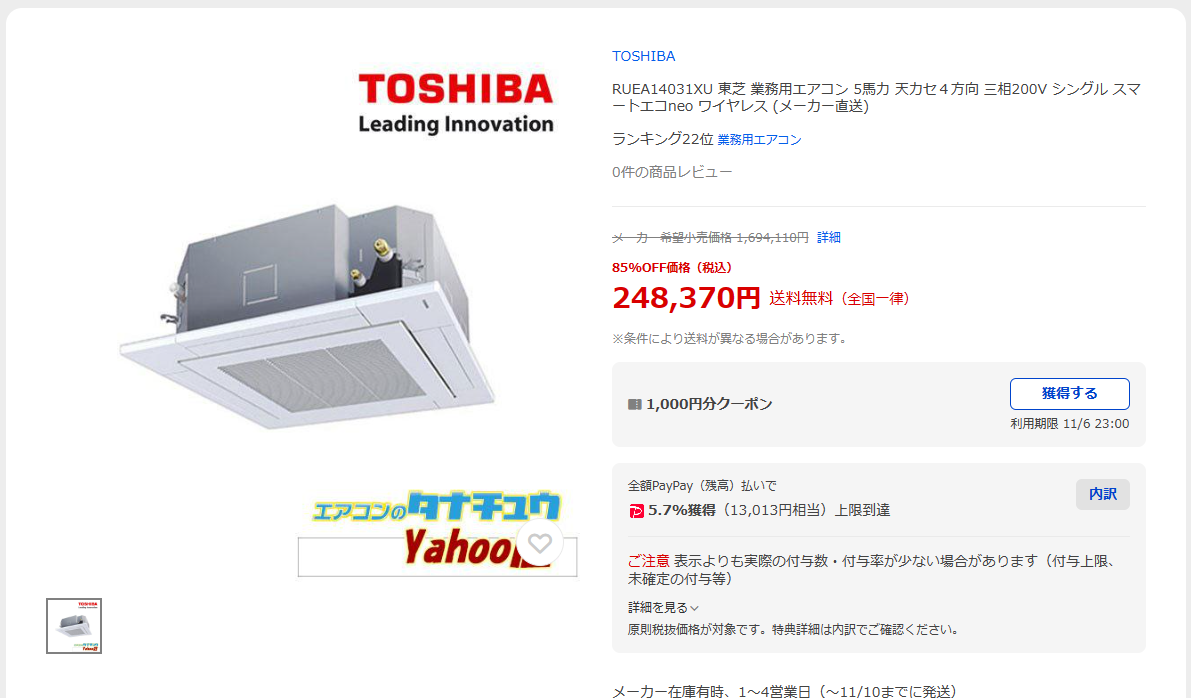 TOSHIBA
Leading Innovation
エアコンのタナチュウ
Yahoo!
TOSHIBA
Leading Innovation
TOSHIBA
RUEA14031XU 東芝 業務用エアコン 5馬力 天カセ４方向 三相200V シングル スマ
ートエコneo ワイヤレス (メーカー直送)
ランキング22位 業務用エアコン
0件の商品レビュー
メーカー希望小売価格 1,694,110円 詳細
85%OFF価格（税込）
248,370円 送料無料（全国一律）
※条件により送料が異なる場合があります。
1,000円分クーポン
獲得する
利用期限 11/6 23:00
全額PayPay（残高）払いで
5.7%獲得（13,013円相当）上限到達
内訳
ご注意 表示よりも実際の付与数・付与率が少ない場合があります（付与上限、
未確定の付与等）
詳細を見る
原則税抜価格が対象です。特典詳細は内訳でご確認ください。
メーカー在庫有時、1～4営業日（～11/10までに発送）